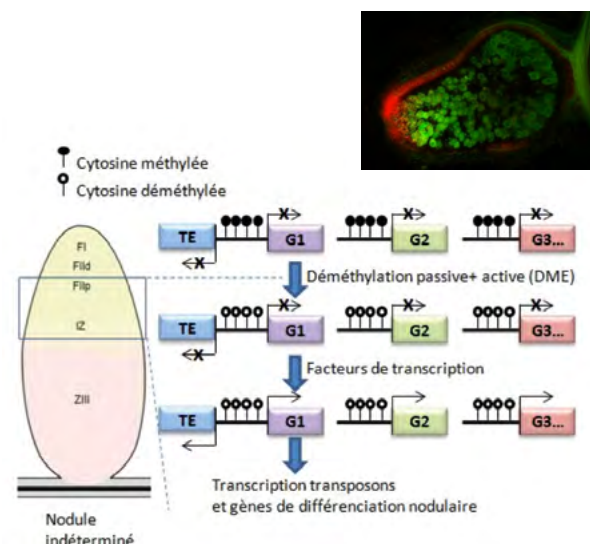 Cytosine méthylée
Cytosine déméthylée
TE
G1
G2
G3...
Déméthylation passive+ active (DME)
TE
G1
G2
G3...
Facteurs de transcription
TE
G1
G2
G3...
Transcription transposons
et gènes de différenciation nodulaire
FI
FIId
FIIp
IZ
ZIII
Nodule
indéterminé